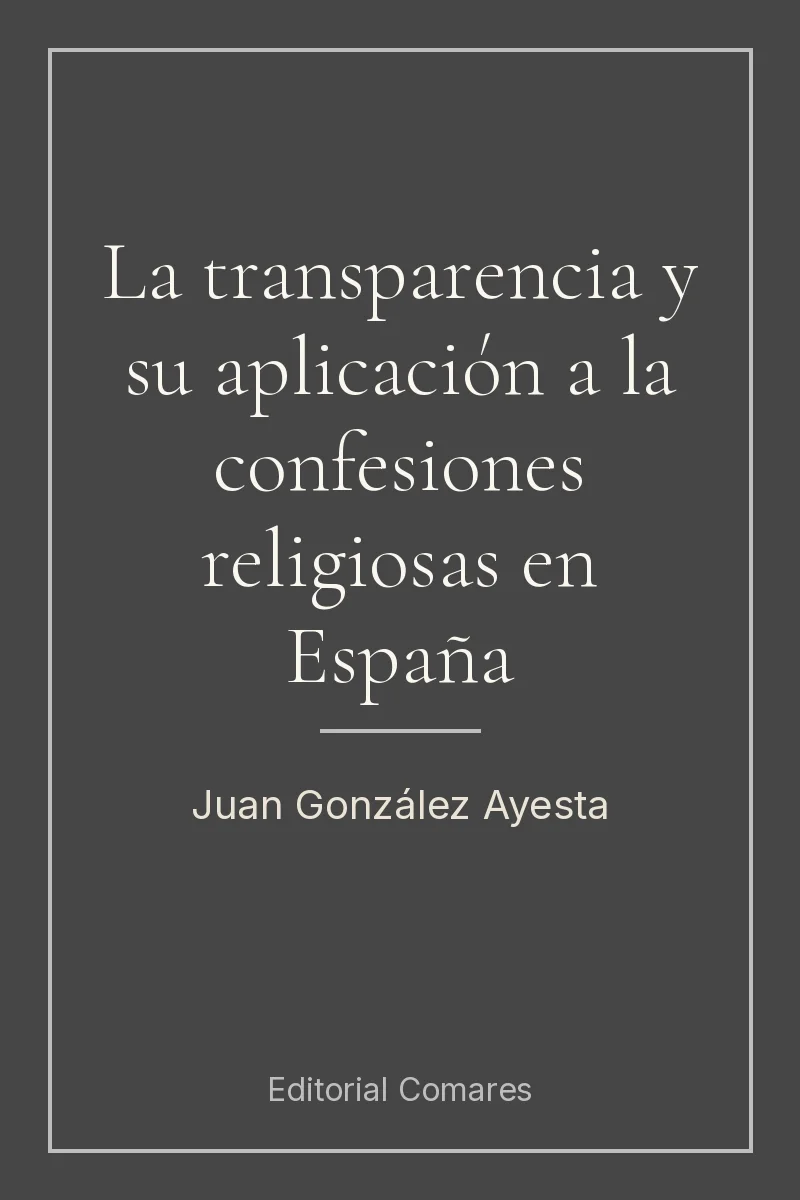 La transparencia y
su aplicación a la
confesiones
religiosas en
España
Juan González Ayesta
Editorial Comares